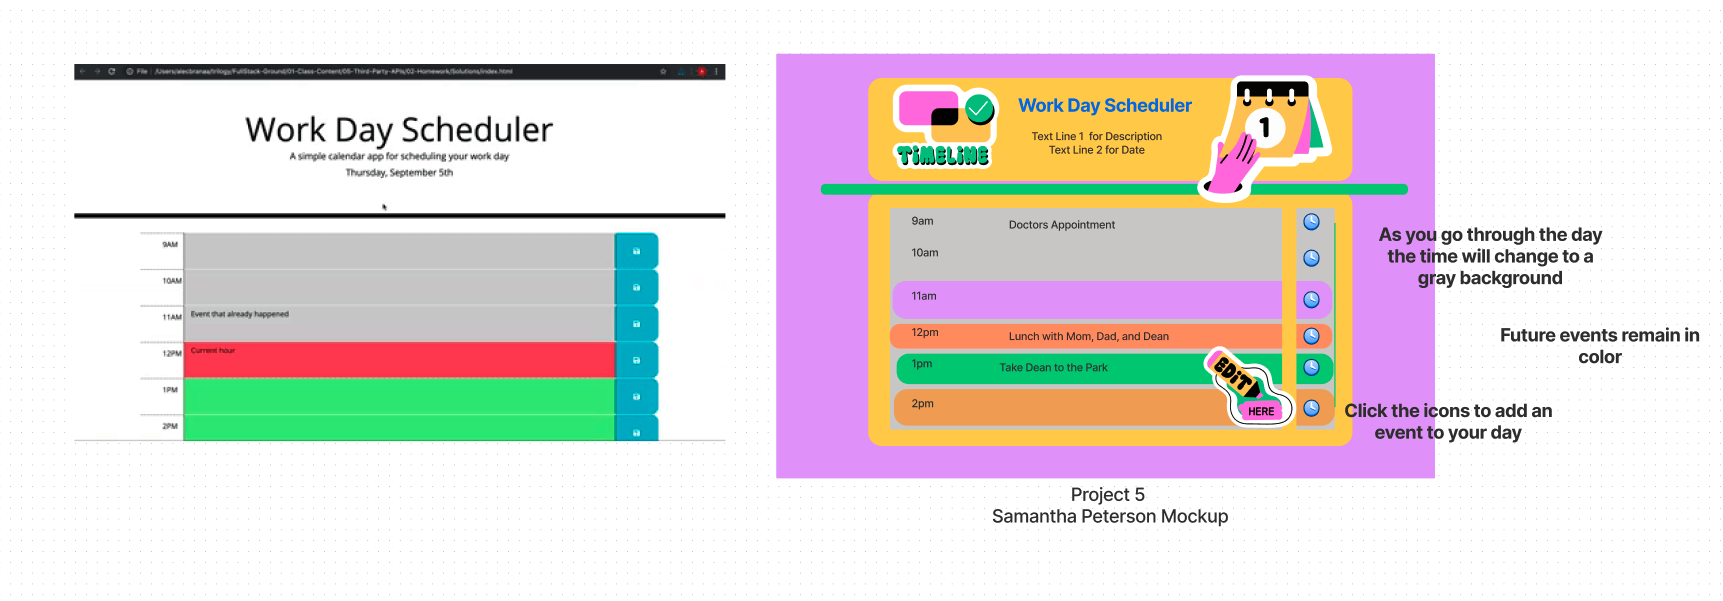 File | /Users/alecbranaa/trilogy/FullStack-Ground/01-Class-Content/05-Third-Party-APIs/02-Homework/Solutions/index.html
Work Day Scheduler
A simple calendar app for scheduling your work day
Thursday, September 5th
9AM
10AM
11AM Event that already happened
12PM Current hour
1PM
2PM
TiMELiNE
Work Day Scheduler
Text Line 1 for Description
Text Line 2 for Date
1
9am Doctors Appointment
10am
11am
12pm Lunch with Mom, Dad, and Dean
1pm Take Dean to the Park
2pm
EDiT
HERE
As you go through the day
the time will change to a
gray background
Future events remain in
color
Click the icons to add an
event to your day
Project 5
Samantha Peterson Mockup